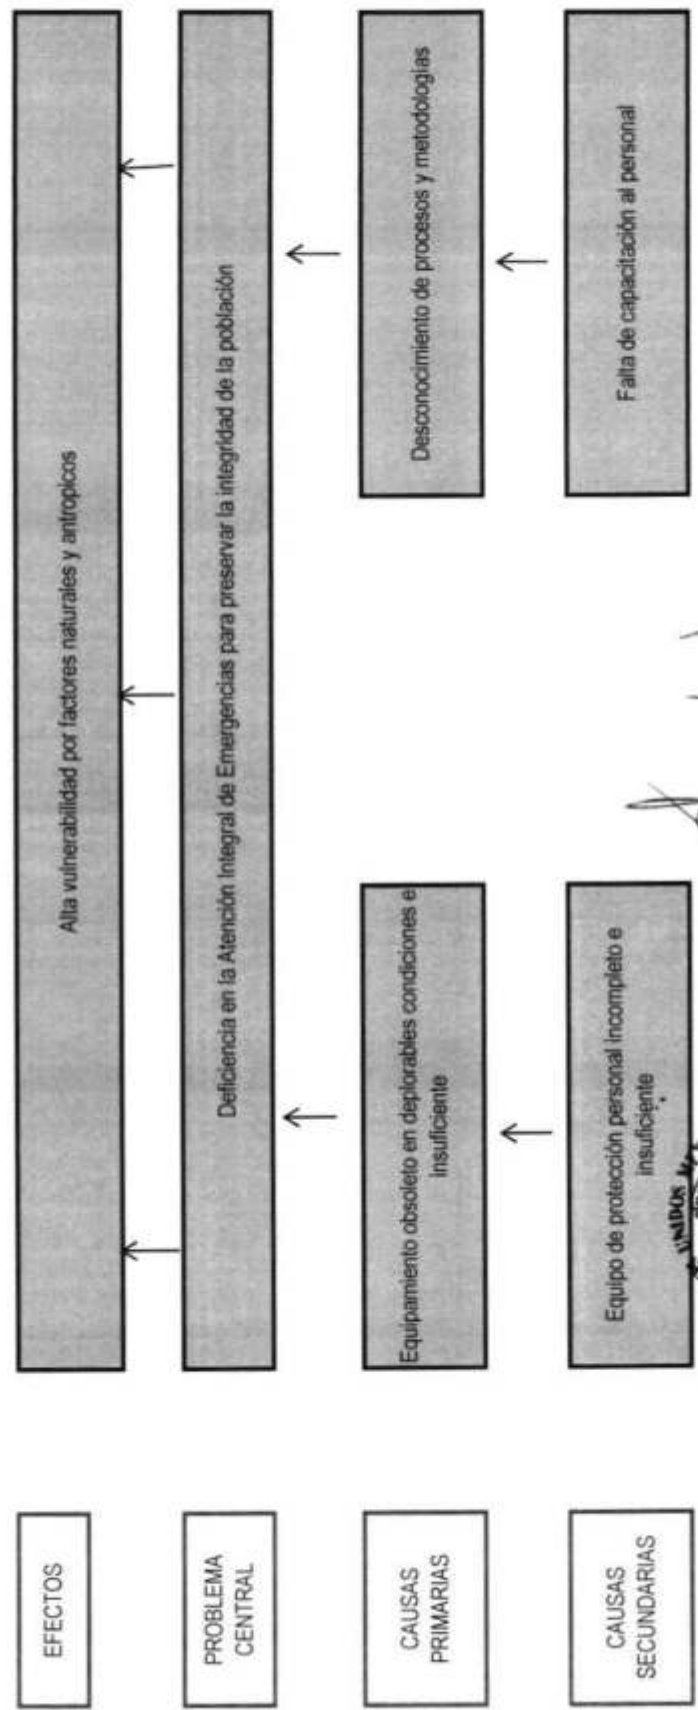 EFECTOS
Alta vulnerabilidad por factores naturales y antropicos
PROBLEMA
CENTRAL
Deficiencia en la Atención Integral de Emergencias para preservar la integridad de la población
CAUSAS
PRIMARIAS
Equipamiento obsoleto en deplorables condiciones e
insuficiente
Desconocimiento de procesos y metodologías
CAUSAS
SECUNDARIAS
Equipo de protección personal incompleto e
insuficiente
Falta de capacitación al personal
UNIDOS